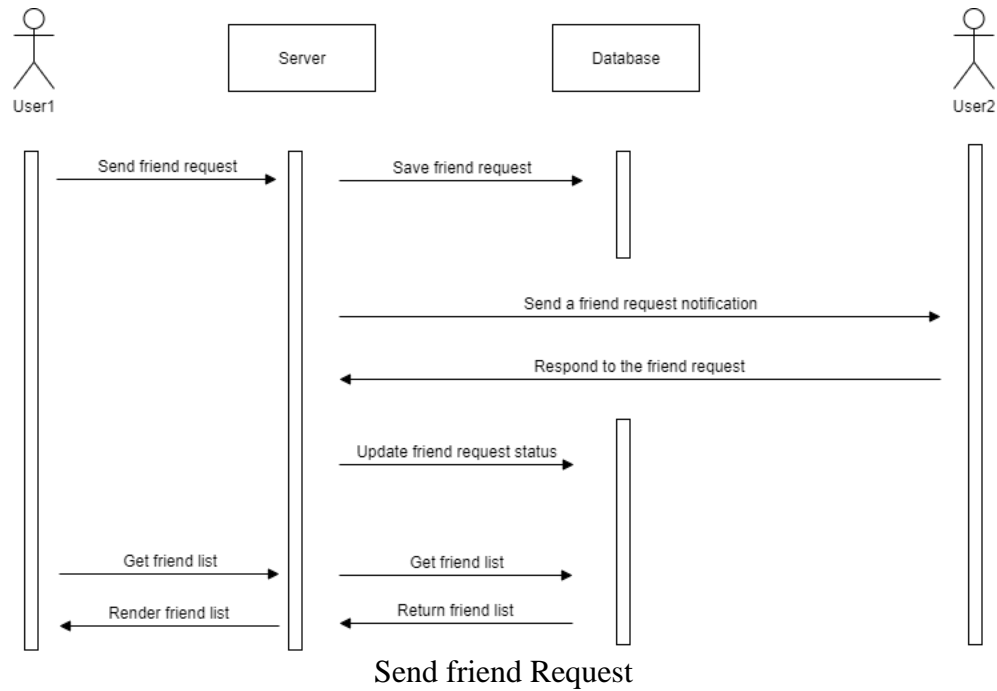 Server
Database
User1
User2
Send friend request
Save friend request
Send a friend request notification
Respond to the friend request
Update friend request status
Get friend list
Get friend list
Render friend list
Return friend list
Send friend Request